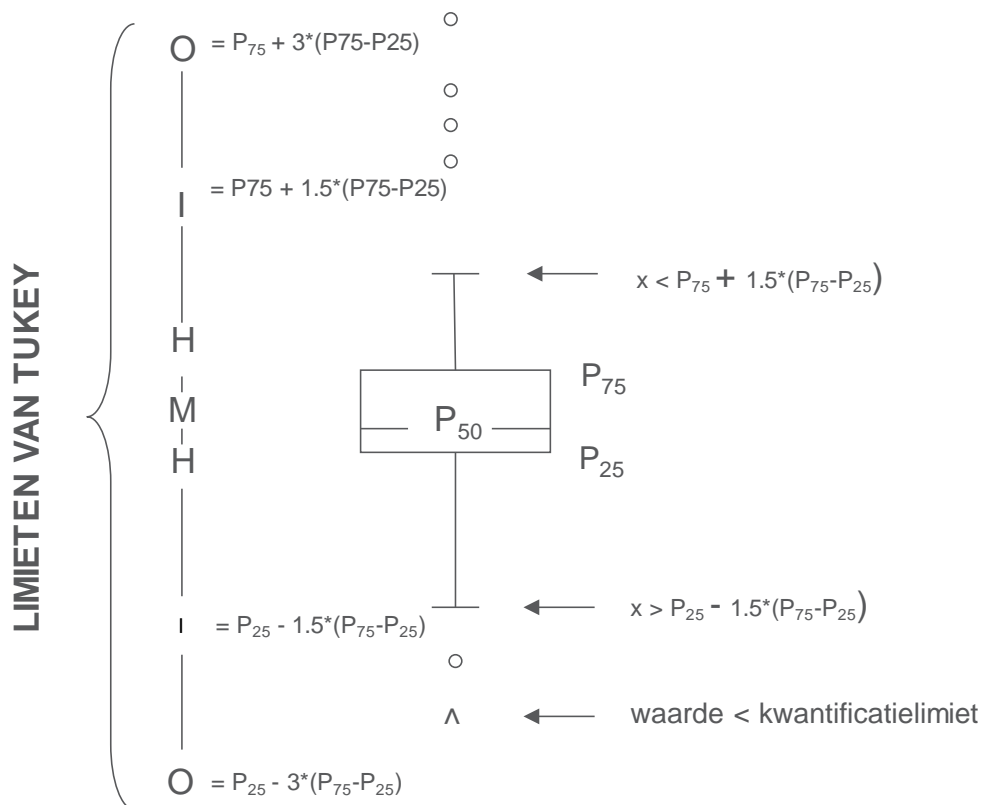 LIMIETEN VAN TUKEY
O = P₇₅ + 3*(P75-P25)
I = P75 + 1.5*(P75-P25)
H
M
H
I = P₂₅ - 1.5*(P₇₅-P₂₅)
O = P₂₅ - 3*(P₇₅-P₂₅)
x < P₇₅ + 1.5*(P₇₅-P₂₅)
P₇₅
P₅₀
P₂₅
x > P₂₅ - 1.5*(P₇₅-P₂₅)
^ waarde < kwantificatielimiet